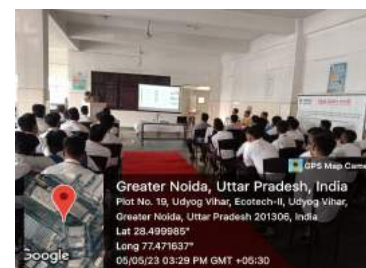 GPS Map Came
Greater Noida, Uttar Pradesh, India
Plot No. 19, Udyog Vihar, Ecotech-II, Udyog Vihar,
Greater Noida, Uttar Pradesh 201306, India
Lat 28.499985°
Long 77.471637°
05/05/23 03:29 PM GMT +05:30
Google